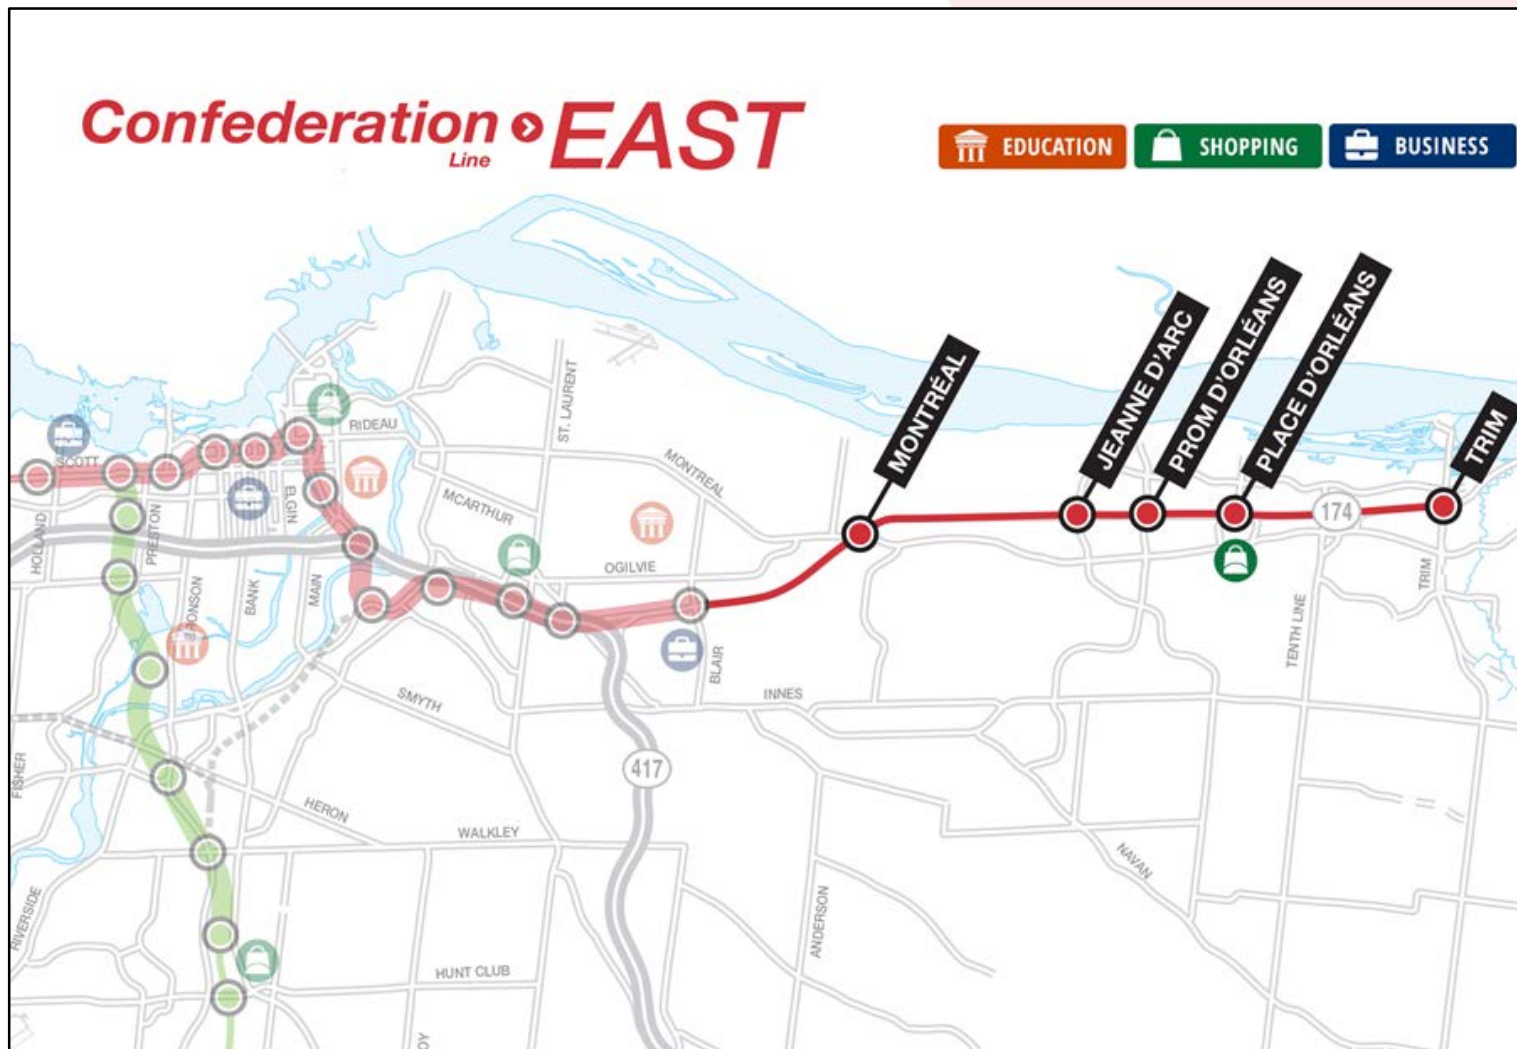 Confederation EAST
Line
EDUCATION
SHOPPING
BUSINESS
MONTRÉAL
JEANNE D'ARC
PROM D'ORLÉANS
PLACE D'ORLÉANS
TRIM
SCOTT
RIDEAU
ST. LAURENT
MONTREAL
MCARTHUR
OGILVIE
HOLLAND
PRESTON
BRONSON
BANK
ELGIN
MAIN
174
TENTH LINE
TRIM
BLAIR
SMYTH
INNES
417
FISHER
HERON
WALKLEY
NAVAN
RIVERSIDE
ANDERSON
HUNT CLUB